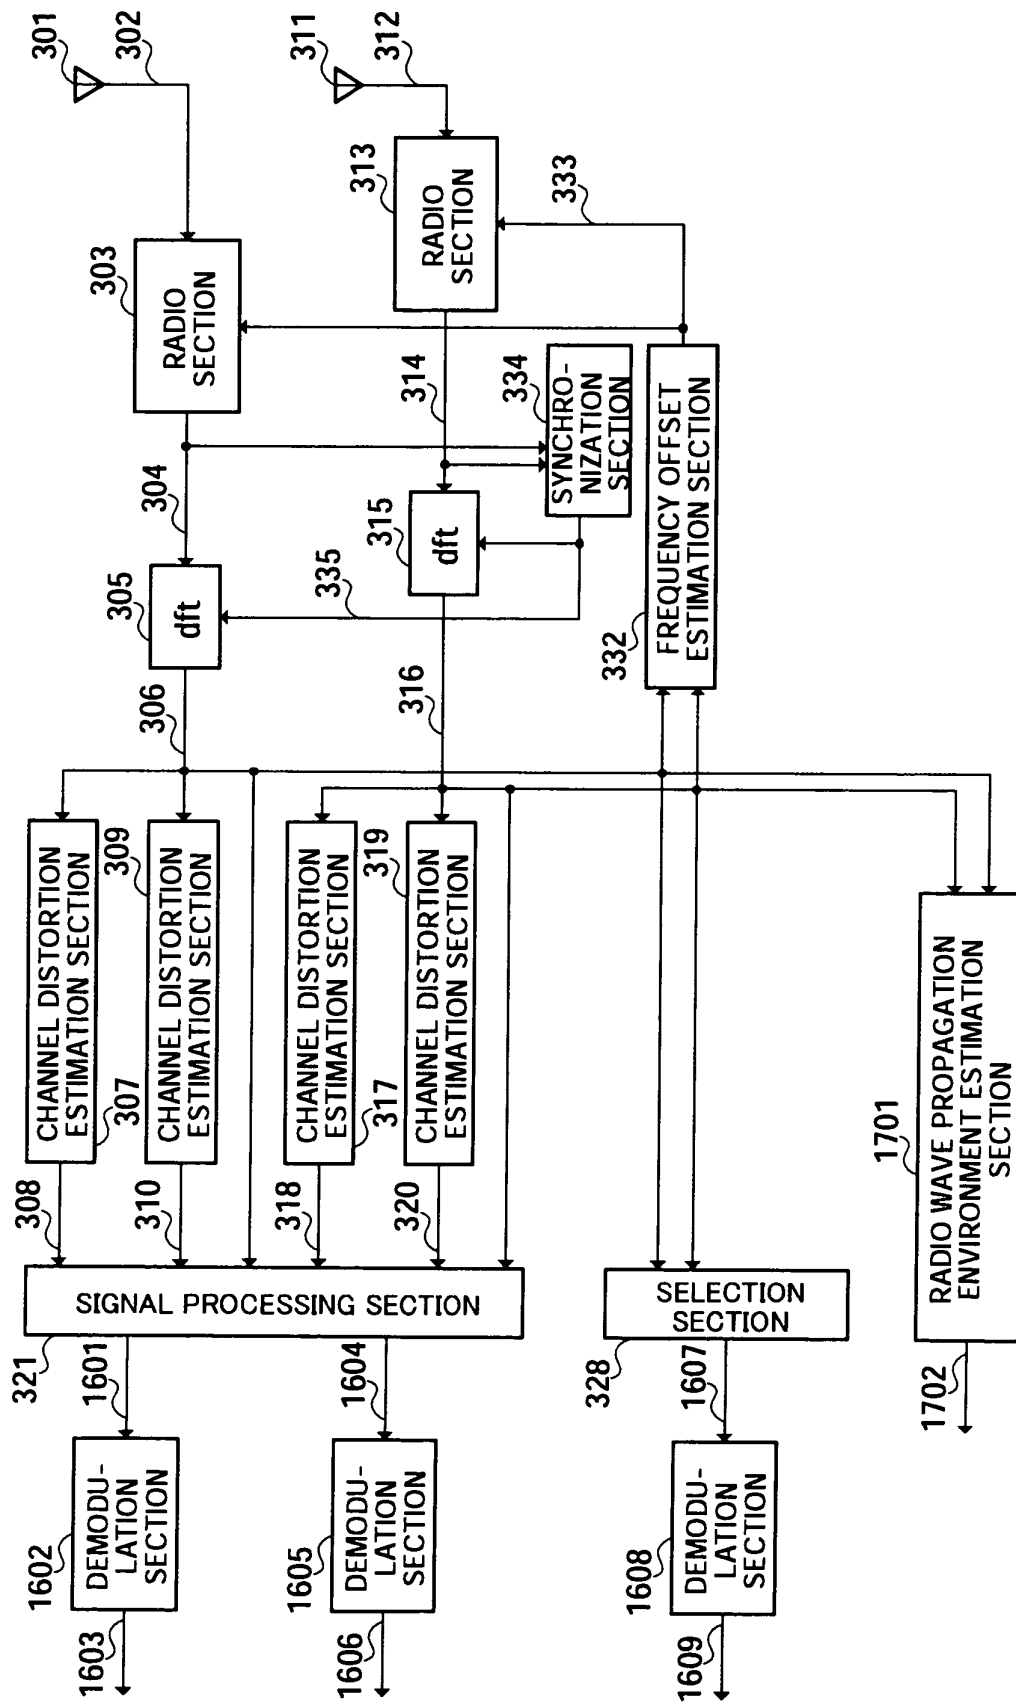 301
302
303
RADIO
SECTION
304
305
dft
306
CHANNEL DISTORTION
ESTIMATION SECTION
307
308
309
CHANNEL DISTORTION
ESTIMATION SECTION
310
311
312
313
RADIO
SECTION
314
315
dft
316
CHANNEL DISTORTION
ESTIMATION SECTION
317
318
319
CHANNEL DISTORTION
ESTIMATION SECTION
320
333
334
SYNCHRO-
NIZATION
SECTION
335
332
FREQUENCY OFFSET
ESTIMATION SECTION
SIGNAL PROCESSING SECTION
321
1601
1602
DEMODU-
LATION
SECTION
1603
1604
1605
DEMODU-
LATION
SECTION
1606
SELECTION
SECTION
328
1607
1608
DEMODU-
LATION
SECTION
1609
1701
RADIO WAVE PROPAGATION
ENVIRONMENT ESTIMATION
SECTION
1702